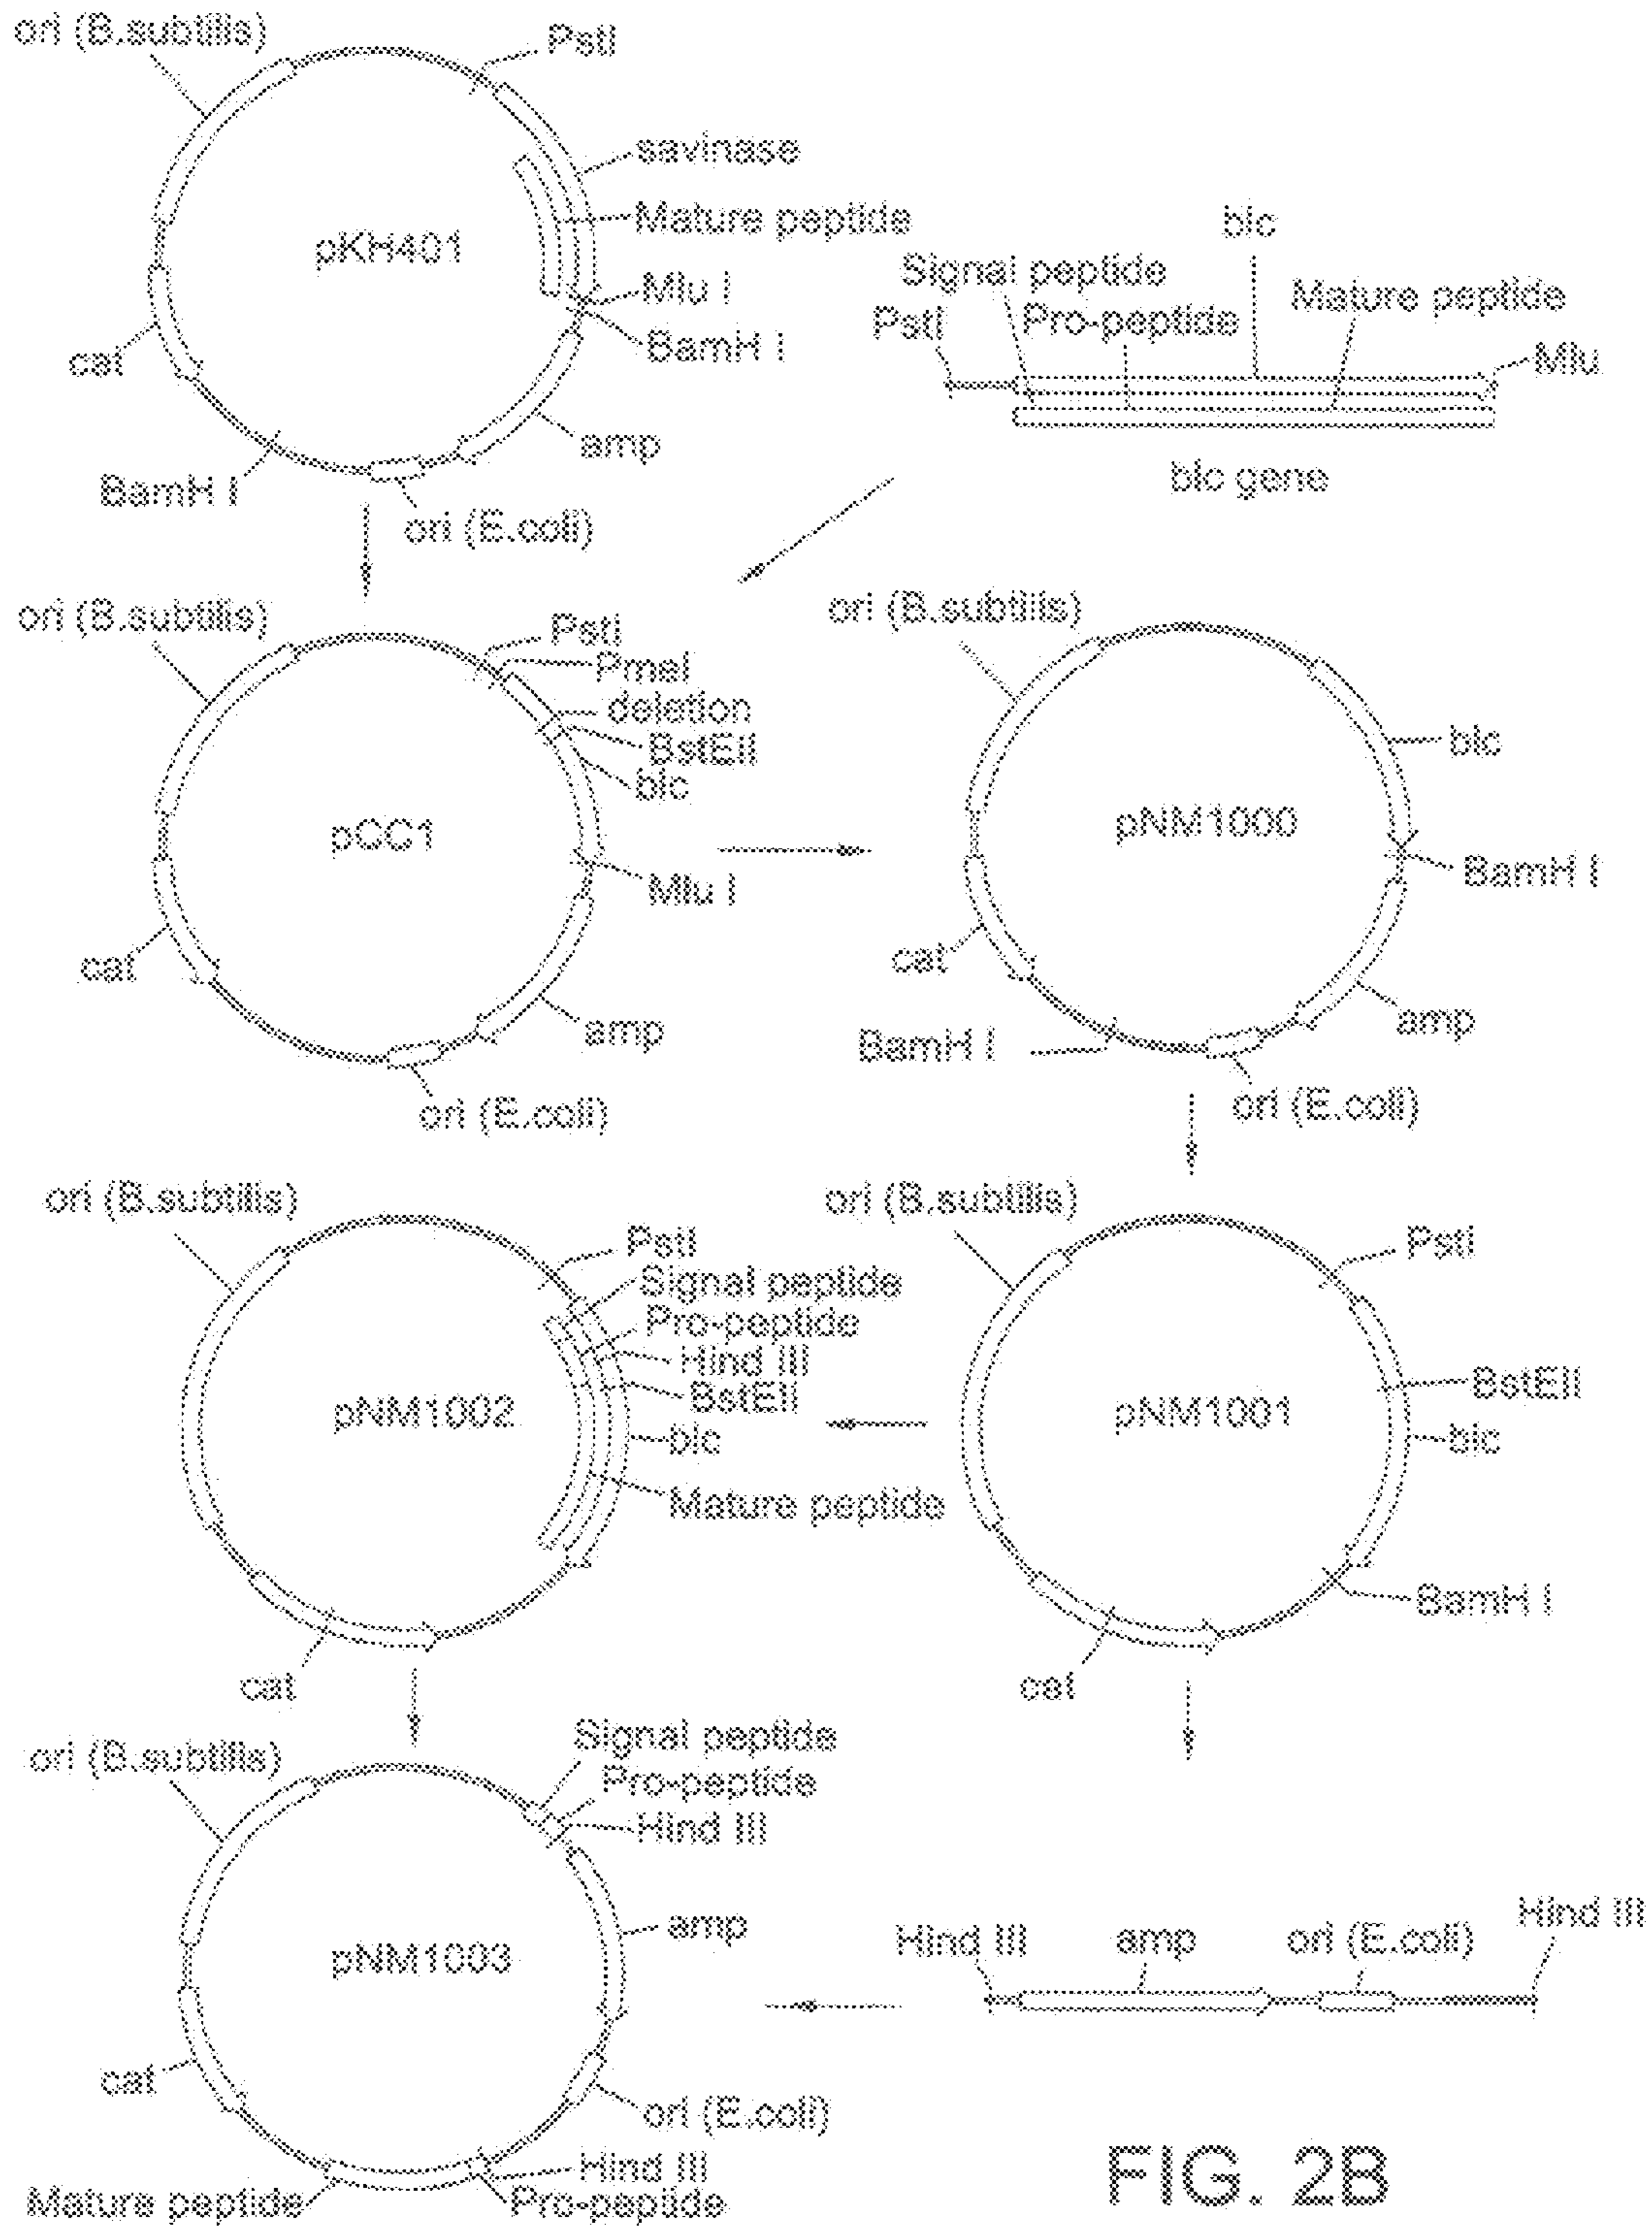 ori (B.subtilis)
PstI
savinase
Mature peptide
pKH401
Mlu I
BamH I
cat
amp
BamH I
ori (E.coli)
blc
Signal peptide
Mature peptide
PstI
Pro-peptide
Mlu
blc gene
ori (B.subtilis)
PstI
PmeI
deletion
BstEII
blc
pCC1
Mlu I
cat
amp
ori (E.coli)
ori (B.subtilis)
blc
pNM1000
BamH I
cat
amp
BamH I
ori (E.coli)
ori (B.subtilis)
PstI
Signal peptide
Pro-peptide
Hind III
BstEII
pNM1002
blc
Mature peptide
cat
ori (B.subtilis)
PstI
BstEII
pNM1001
blc
BamH I
cat
ori (B.subtilis)
Signal peptide
Pro-peptide
Hind III
amp
pNM1003
cat
ori (E.coli)
Hind III
Mature peptide
Pro-peptide
Hind III
amp
ori (E.coli)
Hind III
FIG. 2B